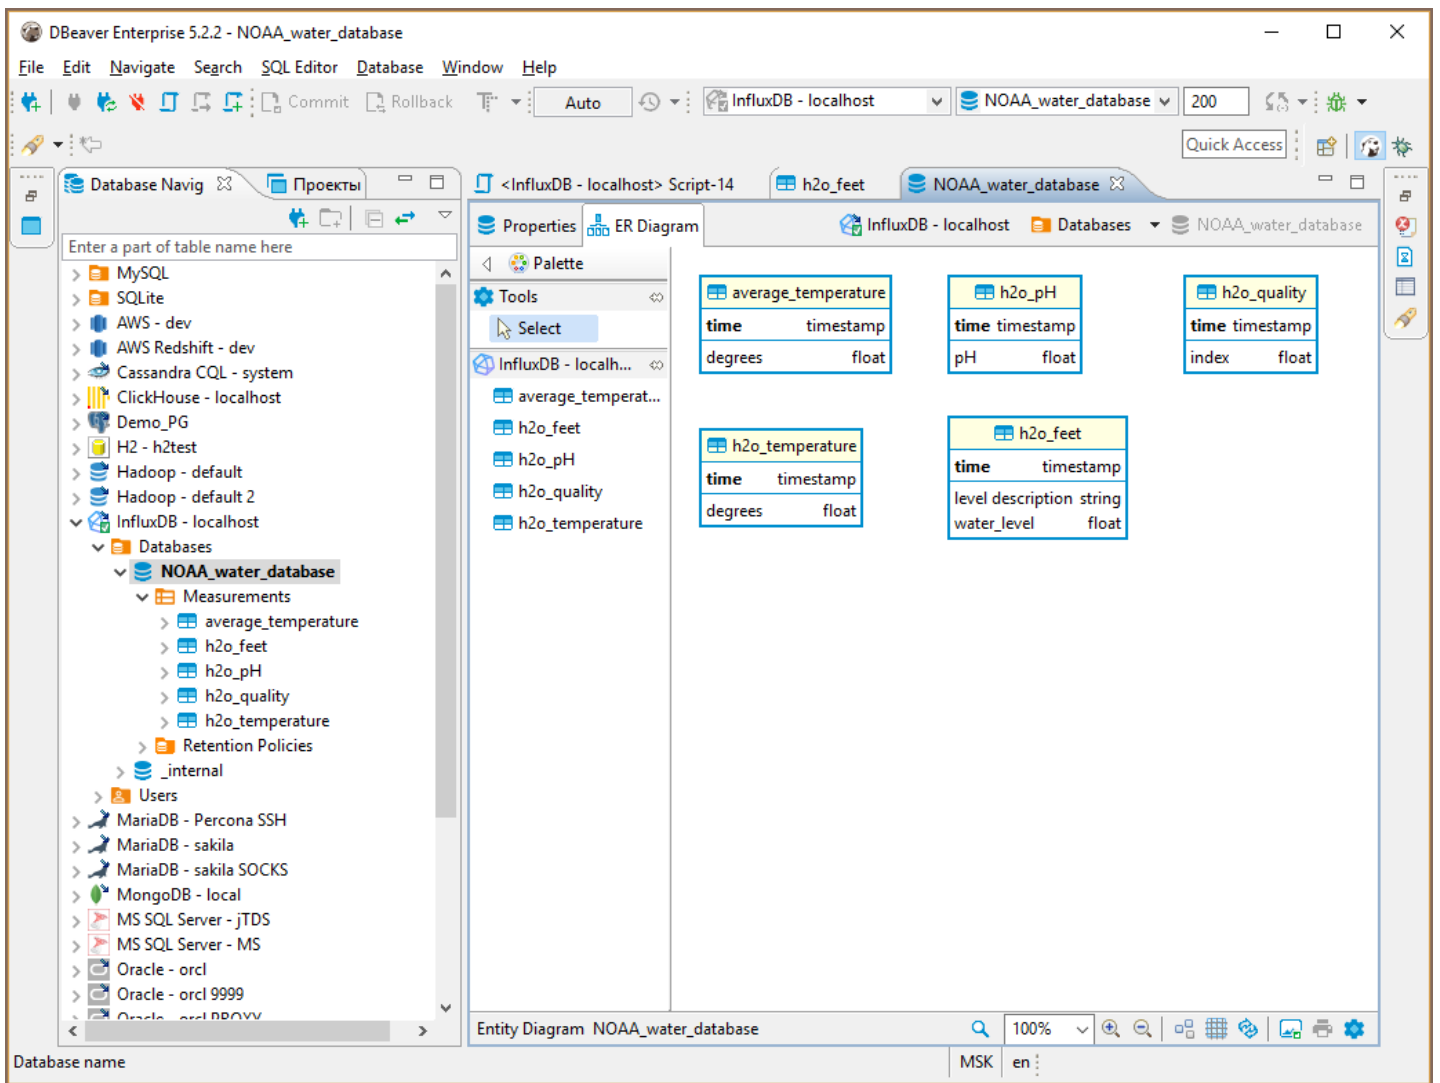 DBeaver Enterprise 5.2.2 - NOAA_water_database
File Edit Navigate Search SQL Editor Database Window Help
Commit Rollback Auto InfluxDB - localhost NOAA_water_database 200
Quick Access
Database Navig Проекты
<InfluxDB - localhost> Script-14 h2o_feet NOAA_water_database
Properties ER Diagram InfluxDB - localhost Databases NOAA_water_database
Enter a part of table name here
MySQL
SQLite
AWS - dev
AWS Redshift - dev
Cassandra CQL - system
ClickHouse - localhost
Demo_PG
H2 - h2test
Hadoop - default
Hadoop - default 2
InfluxDB - localhost
Databases
NOAA_water_database
Measurements
average_temperature
h2o_feet
h2o_pH
h2o_quality
h2o_temperature
Retention Policies
_internal
Users
MariaDB - Percona SSH
MariaDB - sakila
MariaDB - sakila SOCKS
MongoDB - local
MS SQL Server - jTDS
MS SQL Server - MS
Oracle - orcl
Oracle - orcl 9999
Oracle - orcl PROXY
Palette
Tools
Select
InfluxDB - localh...
average_temperat...
h2o_feet
h2o_pH
h2o_quality
h2o_temperature
average_temperature
time timestamp
degrees float
h2o_pH
time timestamp
pH float
h2o_quality
time timestamp
index float
h2o_temperature
time timestamp
degrees float
h2o_feet
time timestamp
level description string
water_level float
Entity Diagram NOAA_water_database 100%
Database name MSK en